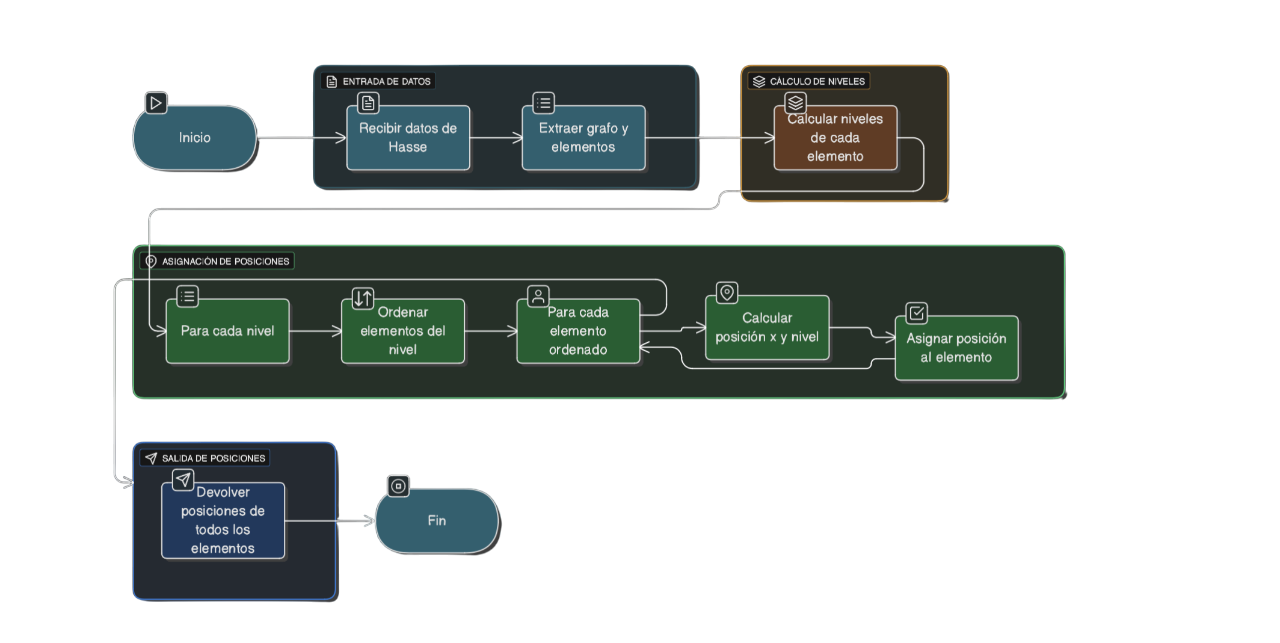 ENTRADA DE DATOS
CÁLCULO DE NIVELES
Inicio
Recibir datos de
Hasse
Extraer grafo y
elementos
Calcular niveles
de cada
elemento
ASIGNACIÓN DE POSICIONES
Para cada nivel
Ordenar
elementos del
nivel
Para cada
elemento
ordenado
Calcular
posición x y nivel
Asignar posición
al elemento
SALIDA DE POSICIONES
Devolver
posiciones de
todos los
elementos
Fin